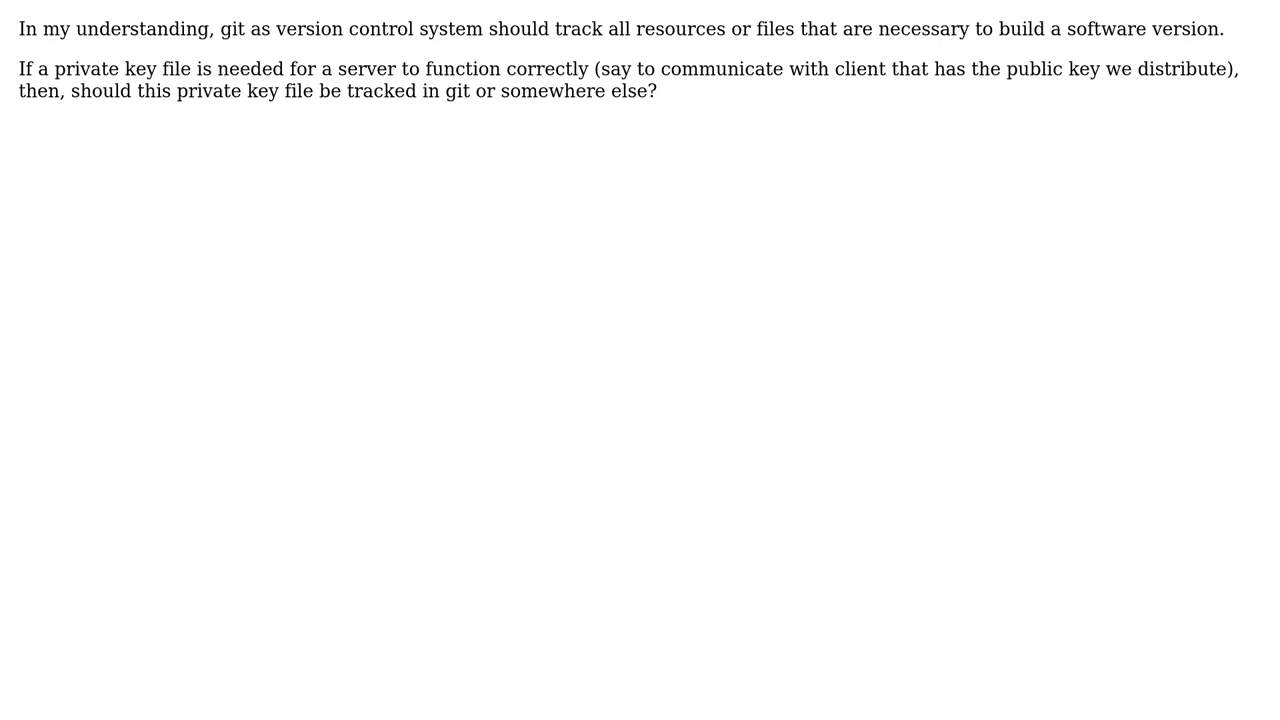 In my understanding, git as version control system should track all resources or files that are necessary to build a software version.
If a private key file is needed for a server to function correctly (say to communicate with client that has the public key we distribute),
then, should this private key file be tracked in git or somewhere else?